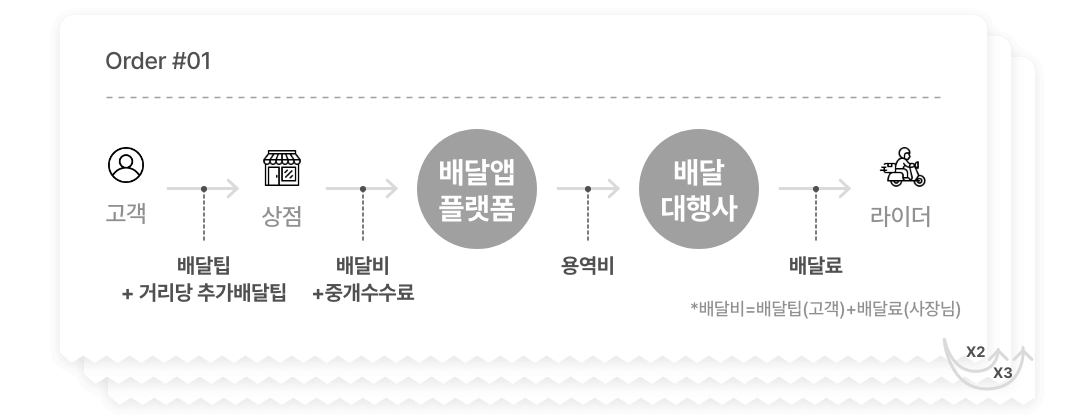 Order #01
고객
상점
배달앱
플랫폼
배달
대행사
라이더
배달팁
+ 거리당 추가배달팁
배달비
+중개수수료
용역비
배달료
*배달비=배달팁(고객)+배달료(사장님)
X2
X3